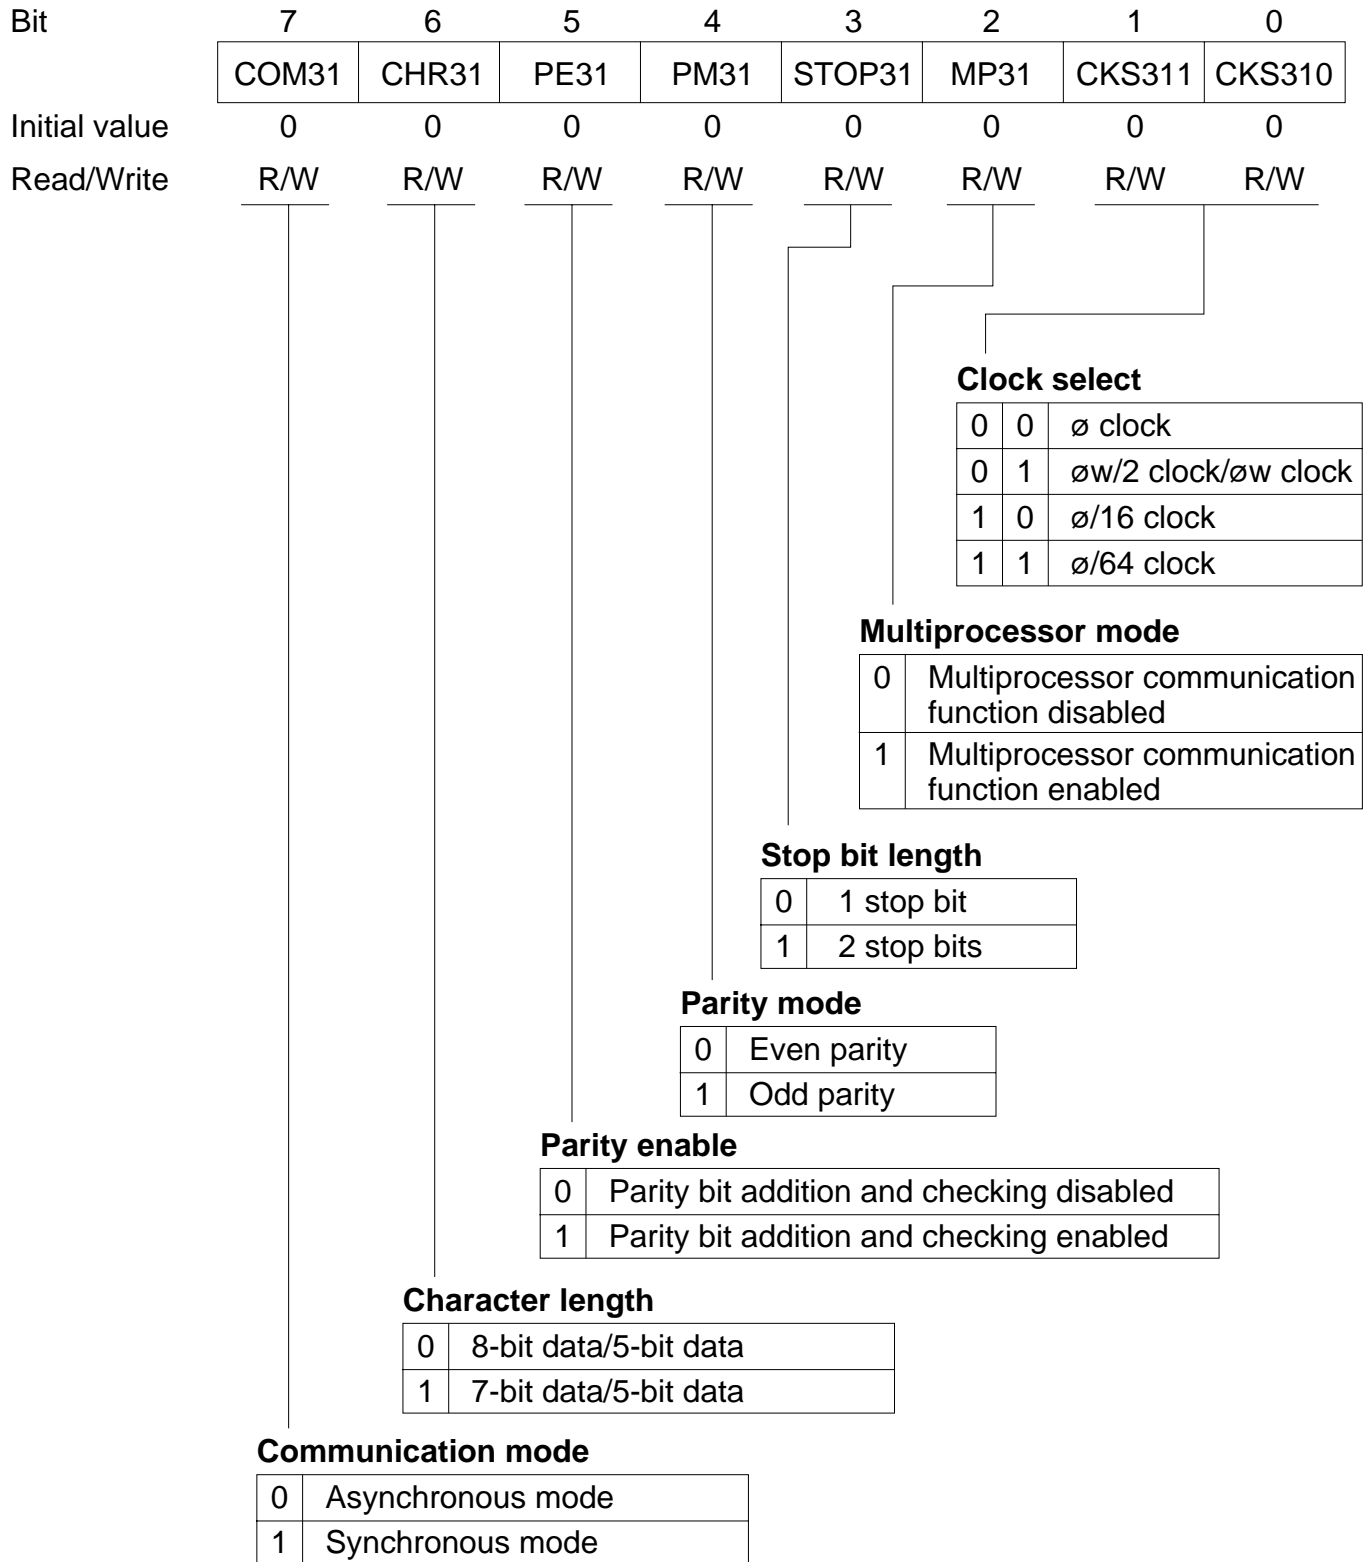 Bit 7 6 5 4 3 2 1 0
COM31 CHR31 PE31 PM31 STOP31 MP31 CKS311 CKS310
Initial value 0 0 0 0 0 0 0 0
Read/Write R/W R/W R/W R/W R/W R/W R/W R/W
Clock select
0 0 ø clock
0 1 øw/2 clock/øw clock
1 0 ø/16 clock
1 1 ø/64 clock
Multiprocessor mode
0 Multiprocessor communication
function disabled
1 Multiprocessor communication
function enabled
Stop bit length
0 1 stop bit
1 2 stop bits
Parity mode
0 Even parity
1 Odd parity
Parity enable
0 Parity bit addition and checking disabled
1 Parity bit addition and checking enabled
Character length
0 8-bit data/5-bit data
1 7-bit data/5-bit data
Communication mode
0 Asynchronous mode
1 Synchronous mode